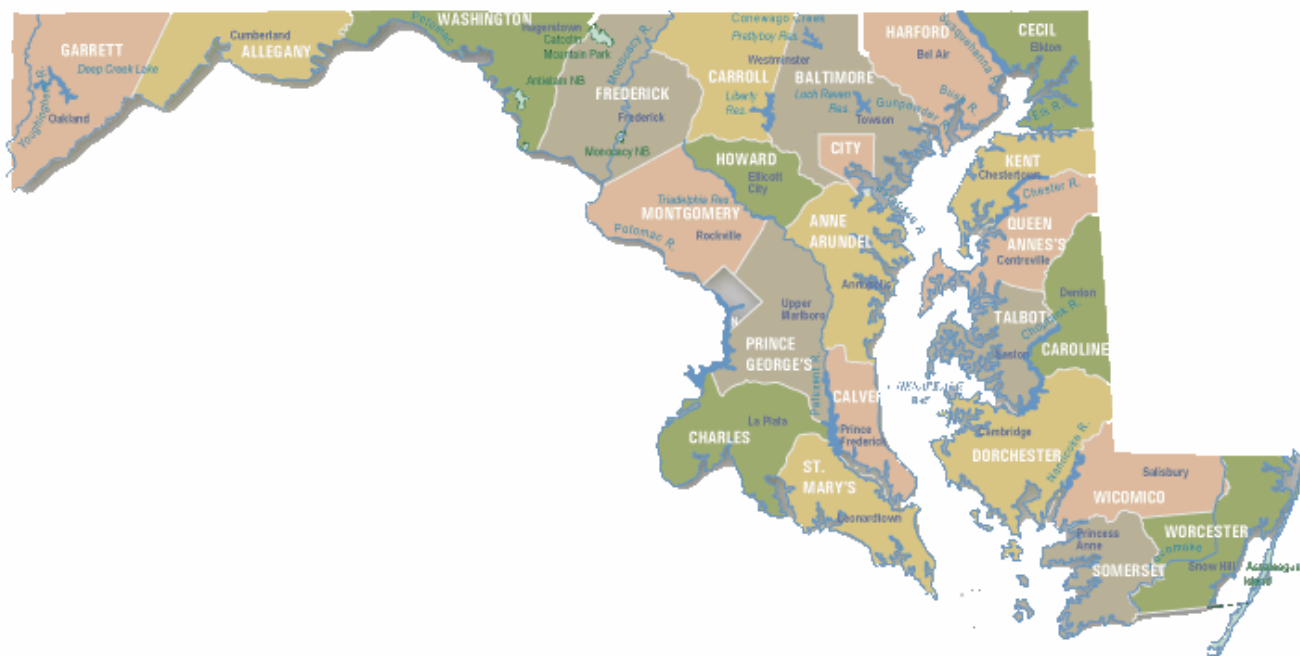 GARRETT
Deep Creek Lake
Youghiogheny R.
Oakland
Cumberland
ALLEGANY
WASHINGTON
Potomac
Hagerstown
Catoctin
Mountain Park
Antietam NB
Monocacy R.
FREDERICK
Frederick
Monocacy NB
Conewago Creek
Prettyboy Res.
Westminster
CARROLL
Liberty
Res.
BALTIMORE
Loch Raven
Res.
Towson
Gunpowder R.
CITY
HARFORD
Bel Air
Bush R.
Susquehanna R.
CECIL
Elkton
Elk R.
KENT
Chestertown
Chester R.
QUEEN
ANNES'S
Centreville
HOWARD
Ellicott
City
Triadelphia Res.
MONTGOMERY
Rockville
Potomac R.
ANNE
ARUNDEL
Annapolis
Upper
Marlboro
N
PRINCE
GEORGE'S
Patuxent R.
CALVER
Prince
Frederick
La Plata
CHARLES
ST.
MARY'S
Leonardtown
TALBOT
Easton
Choptank R.
Denton
CAROLINE
Cambridge
DORCHESTER
Nanticoke R.
Salisbury
WICOMICO
Princess
Anne
SOMERSET
WORCESTER
Snow Hill
Island